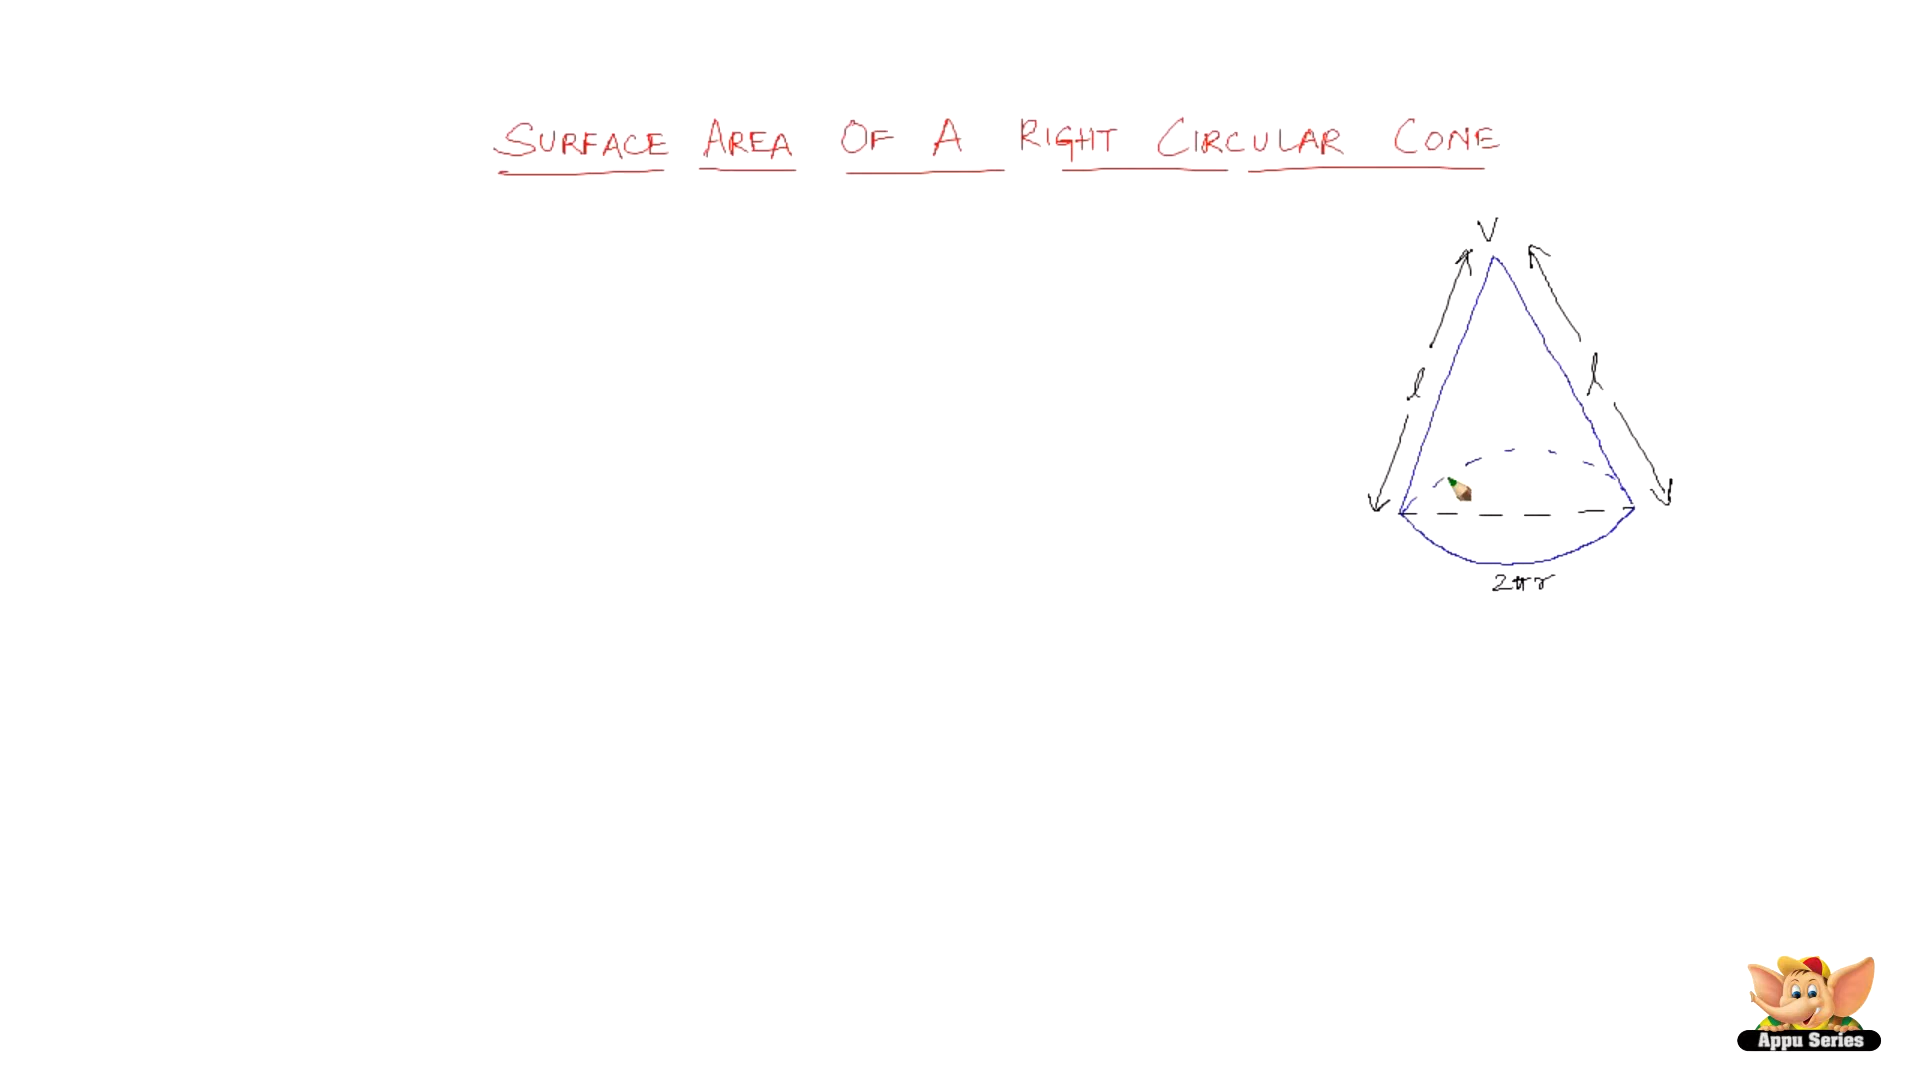 SURFACE AREA OF A RIGHT CIRCULAR CONE
V
l
l
2πr
Appu Series